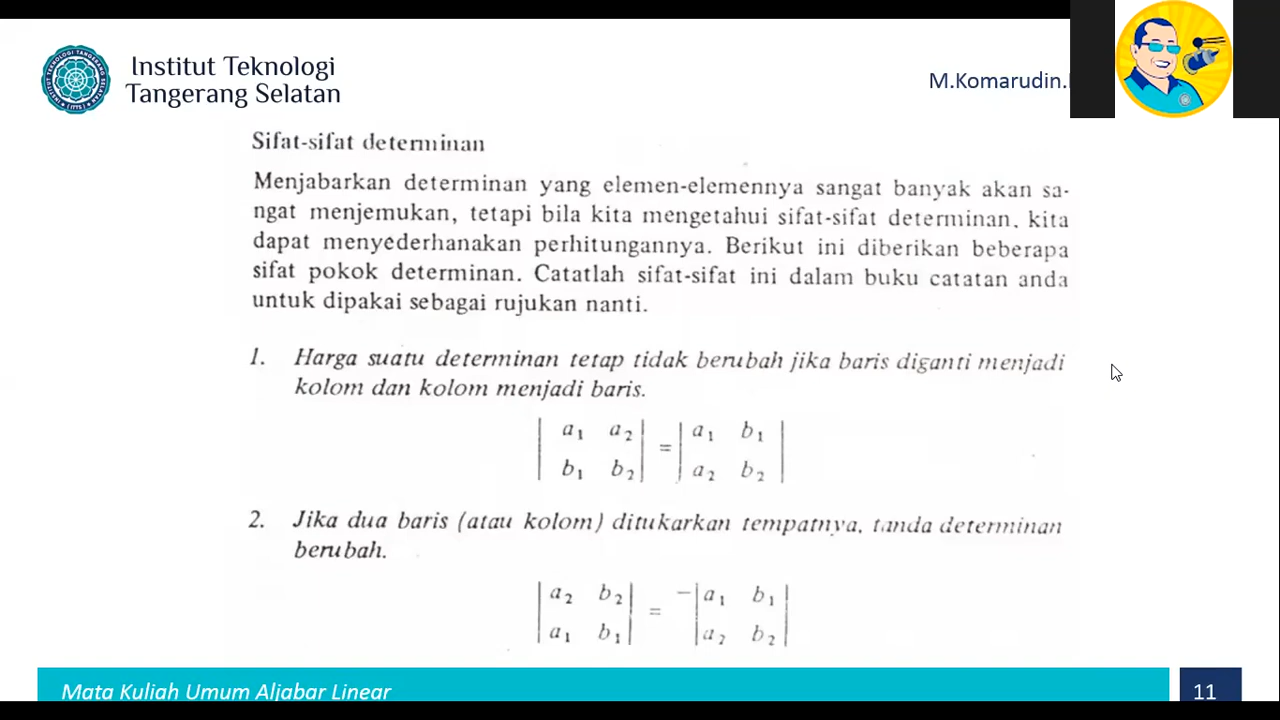 Institut Teknologi
Tangerang Selatan
M.Komarudin.
Sifat-sifat determinan
Menjabarkan determinan yang elemen-elemennya sangat banyak akan sa-
ngat menjemukan, tetapi bila kita mengetahui sifat-sifat determinan, kita
dapat menyederhanakan perhitungannya. Berikut ini diberikan beberapa
sifat pokok determinan. Catatlah sifat-sifat ini dalam buku catatan anda
untuk dipakai sebagai rujukan nanti.
1. Harga suatu determinan tetap tidak berubah jika baris diganti menjadi
kolom dan kolom menjadi baris.
| a₁ a₂ | = | a₁ b₁ |
| b₁ b₂ | | a₂ b₂ |
2. Jika dua baris (atau kolom) ditukarkan tempatnya, tanda determinan
berubah.
| a₂ b₂ | = −| a₁ b₁ |
| a₁ b₁ | | a₂ b₂ |
Mata Kuliah Umum Aljabar Linear
11